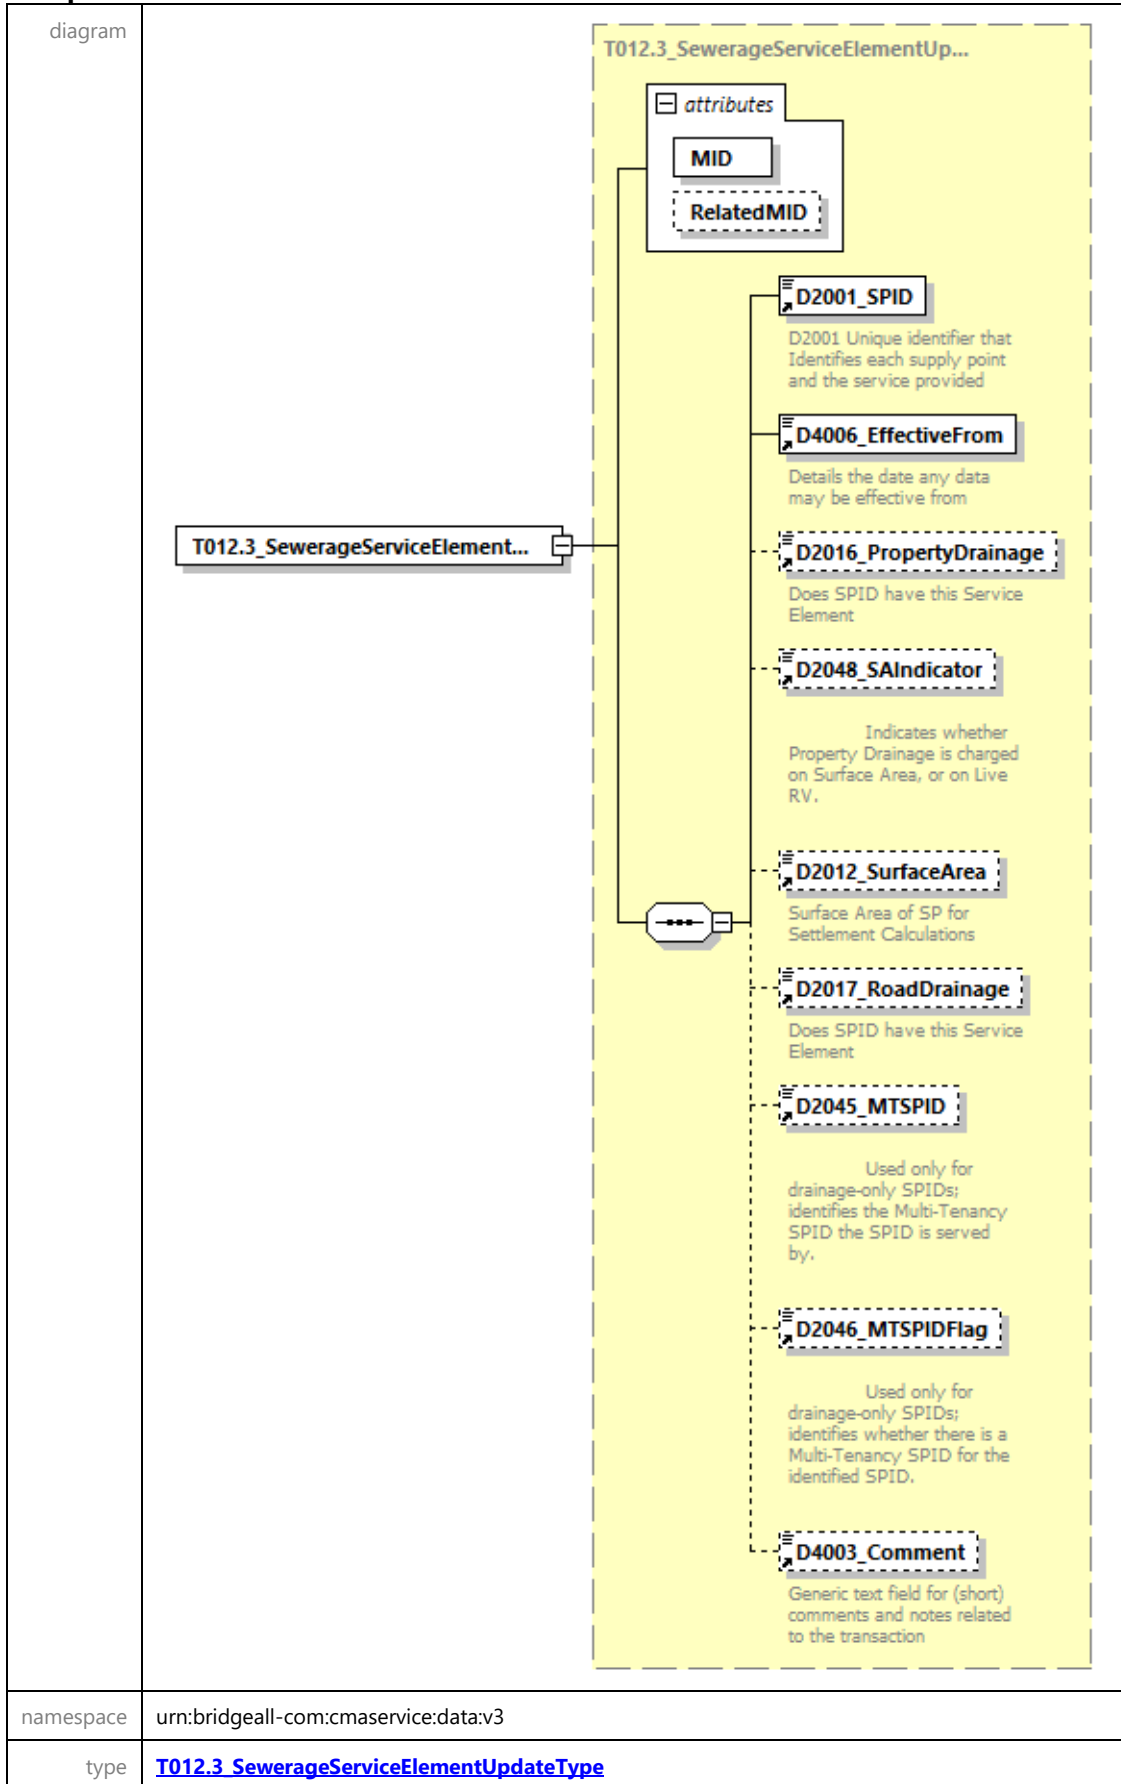 diagram
T012.3_SewerageServiceElementUp...
attributes
MID
RelatedMID
D2001_SPID
D2001 Unique identifier that
Identifies each supply point
and the service provided
D4006_EffectiveFrom
Details the date any data
may be effective from
T012.3_SewerageServiceElement...
D2016_PropertyDrainage
Does SPID have this Service
Element
D2048_SAIndicator
Indicates whether
Property Drainage is charged
on Surface Area, or on Live
RV.
D2012_SurfaceArea
Surface Area of SP for
Settlement Calculations
D2017_RoadDrainage
Does SPID have this Service
Element
D2045_MTSPID
Used only for
drainage-only SPIDs;
identifies the Multi-Tenancy
SPID the SPID is served
by.
D2046_MTSPIDFlag
Used only for
drainage-only SPIDs;
identifies whether there is a
Multi-Tenancy SPID for the
identified SPID.
D4003_Comment
Generic text field for (short)
comments and notes related
to the transaction
namespace urn:bridgeall-com:cmaservice:data:v3
type T012.3_SewerageServiceElementUpdateType